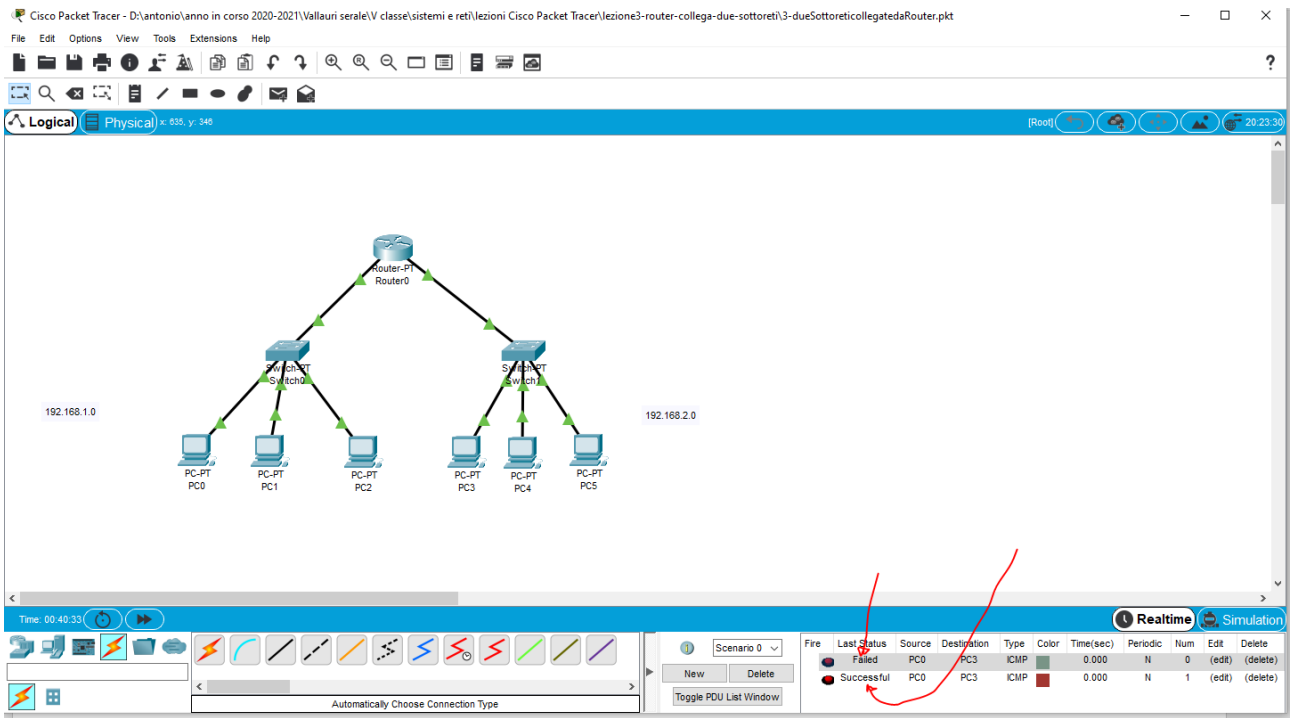 Cisco Packet Tracer - D:\antonio\anno in corso 2020-2021\Vallauri serale\V classe\sistemi e reti\lezioni Cisco Packet Tracer\lezione3-router-collega-due-sottoreti\3-dueSottoreticollegatedaRouter.pkt
File Edit Options View Tools Extensions Help
?
Logical Physical x: 635, y: 346 [Root] 20:23:30
Router-PT
Router0
Switch-PT Switch-PT
Switch0 Switch1
192.168.1.0 192.168.2.0
PC-PT PC-PT PC-PT PC-PT PC-PT PC-PT
PC0 PC1 PC2 PC3 PC4 PC5
Time: 00:40:33 Realtime Simulation
Scenario 0
New Delete
Toggle PDU List Window
Automatically Choose Connection Type
Fire Last Status Source Destination Type Color Time(sec) Periodic Num Edit Delete
Failed PC0 PC3 ICMP 0.000 N 0 (edit) (delete)
Successful PC0 PC3 ICMP 0.000 N 1 (edit) (delete)